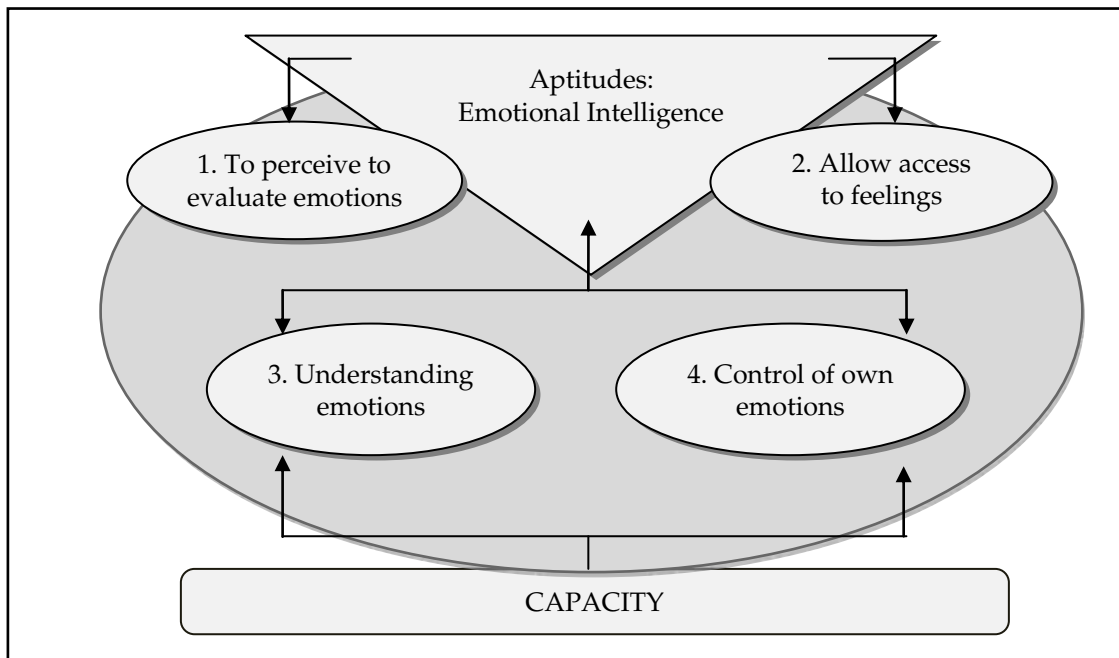 Aptitudes:
Emotional Intelligence
1. To perceive to
evaluate emotions
2. Allow access
to feelings
3. Understanding
emotions
4. Control of own
emotions
CAPACITY